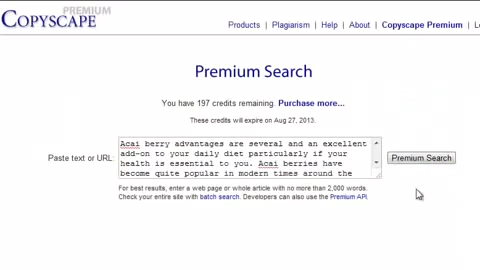 PREMIUM
COPYSCAPE
Products | Plagiarism | Help | About | Copyscape Premium | L
Premium Search
You have 197 credits remaining. Purchase more...
These credits will expire on Aug 27, 2013.
Paste text or URL:
Acai berry advantages are several and an excellent
add-on to your daily diet particularly if your
health is essential to you. Acai berries have
become quite popular in modern times around the
Premium Search
For best results, enter a web page or whole article with no more than 2,000 words.
Check your entire site with batch search. Developers can also use the Premium API.